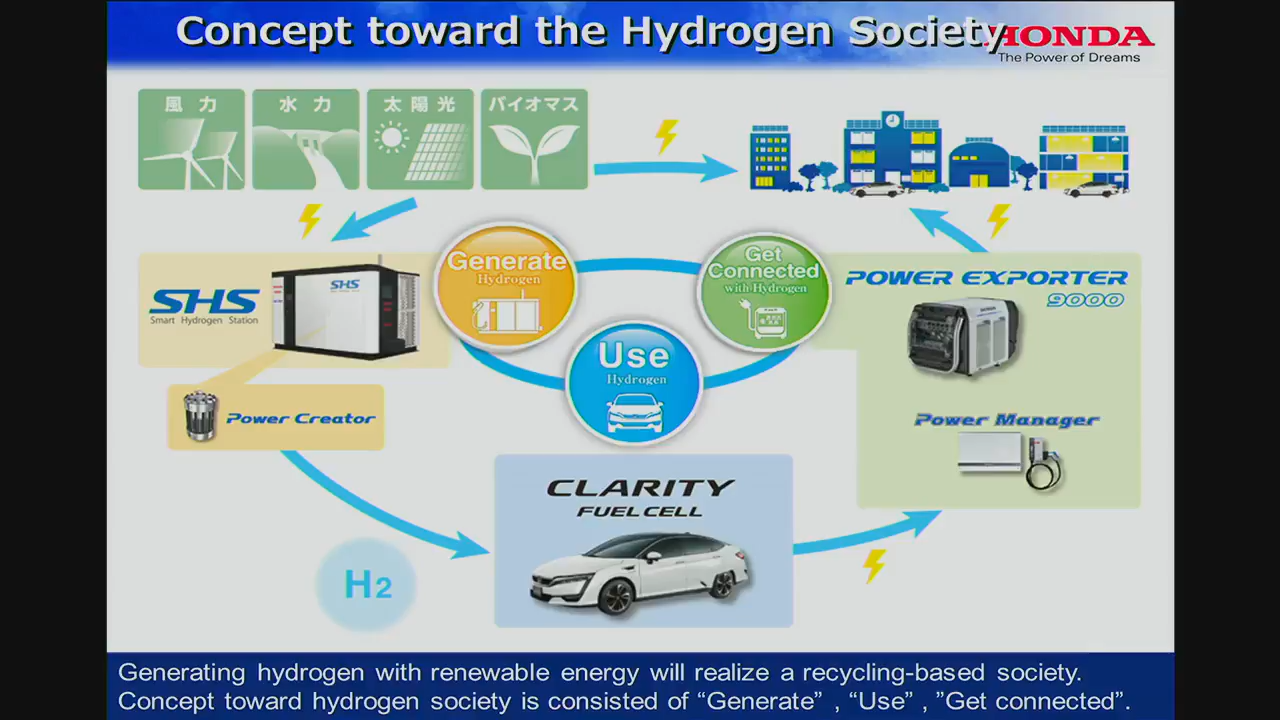 Concept toward the Hydrogen Society
HONDA
The Power of Dreams
風力
水力
太陽光
バイオマス
Generate
Hydrogen
Get
Connected
with Hydrogen
Use
Hydrogen
SHS
Smart Hydrogen Station
SHS
Power Creator
POWER EXPORTER
9000
Power Manager
CLARITY
FUEL CELL
H2
Generating hydrogen with renewable energy will realize a recycling-based society.
Concept toward hydrogen society is consisted of “Generate” , “Use” , ”Get connected”.